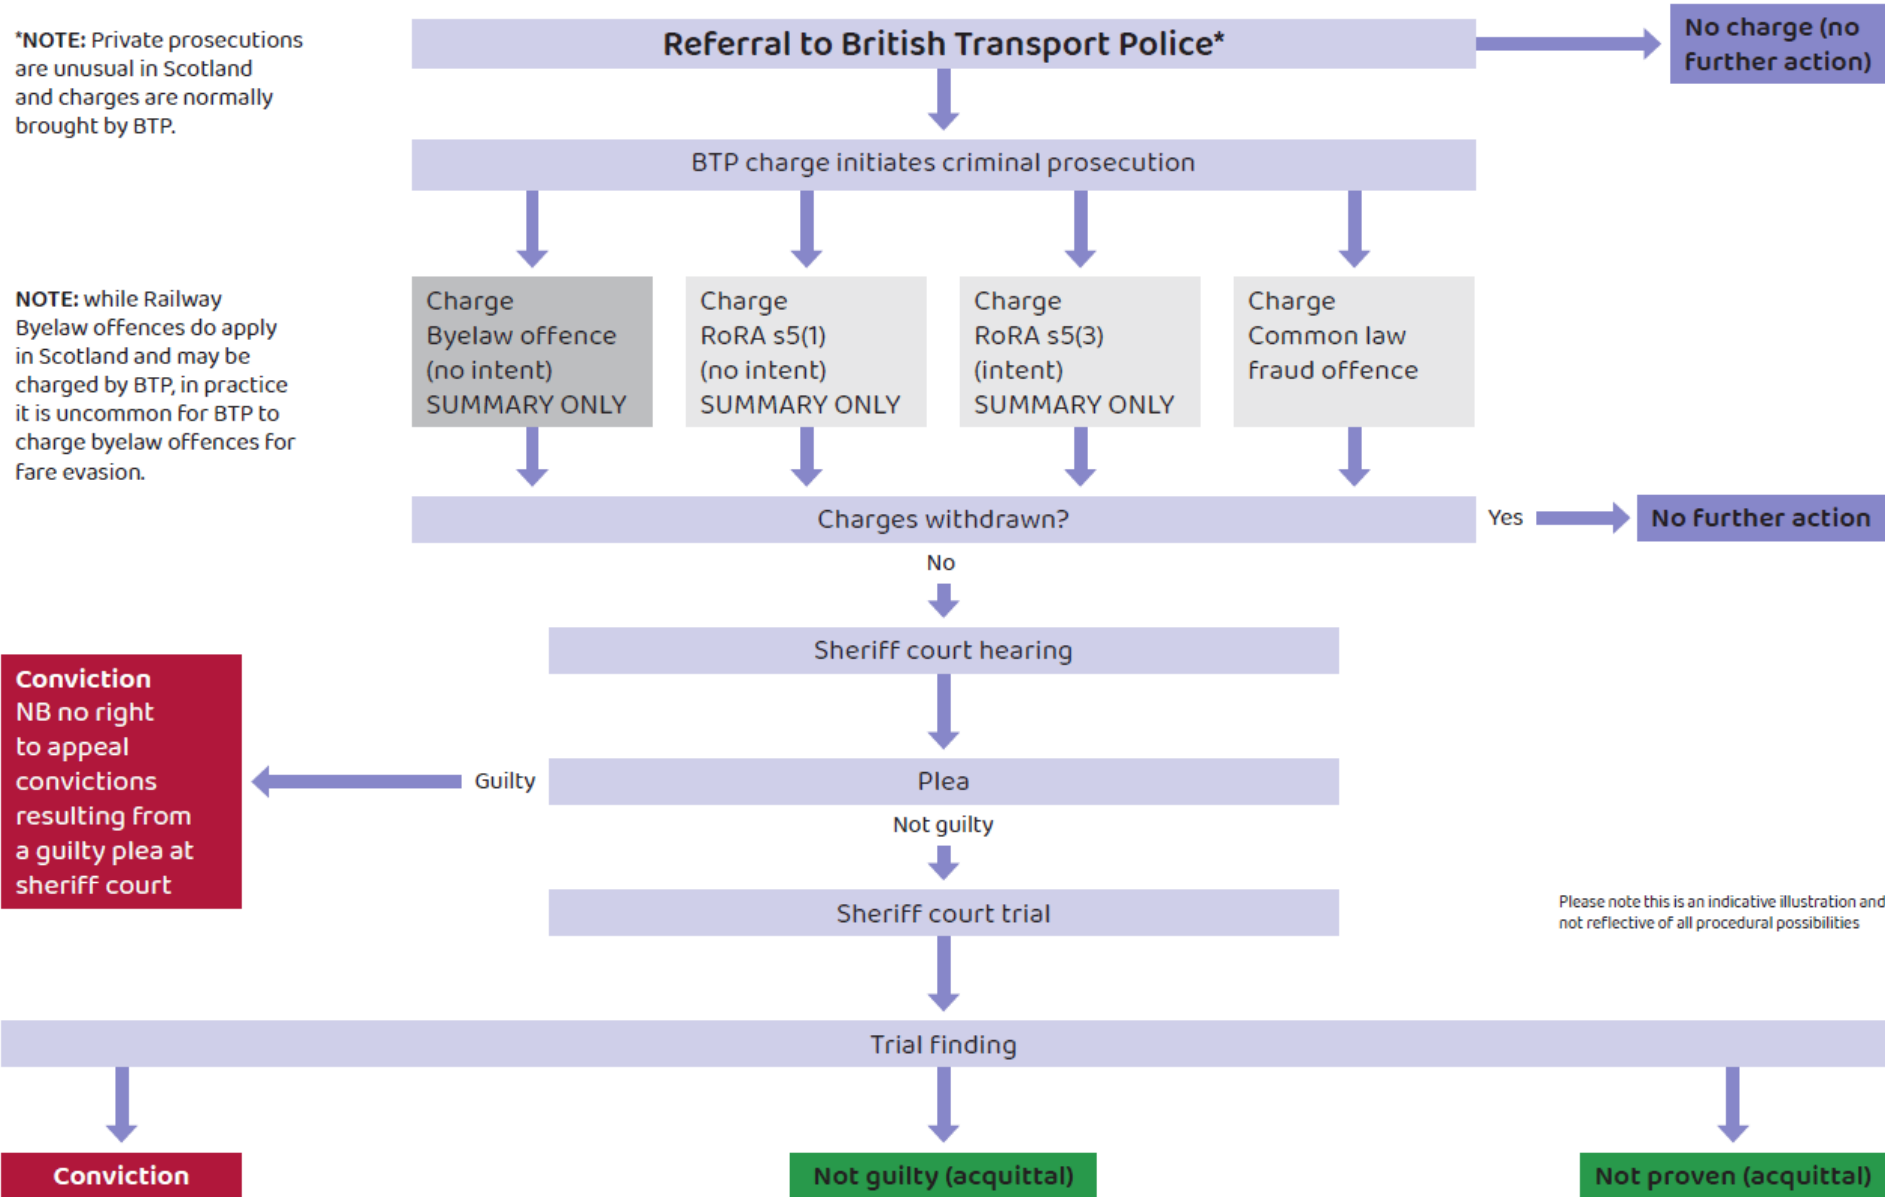 *NOTE: Private prosecutions
are unusual in Scotland
and charges are normally
brought by BTP.
Referral to British Transport Police*
No charge (no
further action)
BTP charge initiates criminal prosecution
NOTE: while Railway
Byelaw offences do apply
in Scotland and may be
charged by BTP, in practice
it is uncommon for BTP to
charge byelaw offences for
fare evasion.
Charge
Byelaw offence
(no intent)
SUMMARY ONLY
Charge
RoRA s5(1)
(no intent)
SUMMARY ONLY
Charge
RoRA s5(3)
(intent)
SUMMARY ONLY
Charge
Common law
fraud offence
Charges withdrawn?
Yes
No further action
No
Sheriff court hearing
Conviction
NB no right
to appeal
convictions
resulting from
a guilty plea at
sheriff court
Guilty
Plea
Not guilty
Sheriff court trial
Please note this is an indicative illustration and
not reflective of all procedural possibilities
Trial finding
Conviction
Not guilty (acquittal)
Not proven (acquittal)